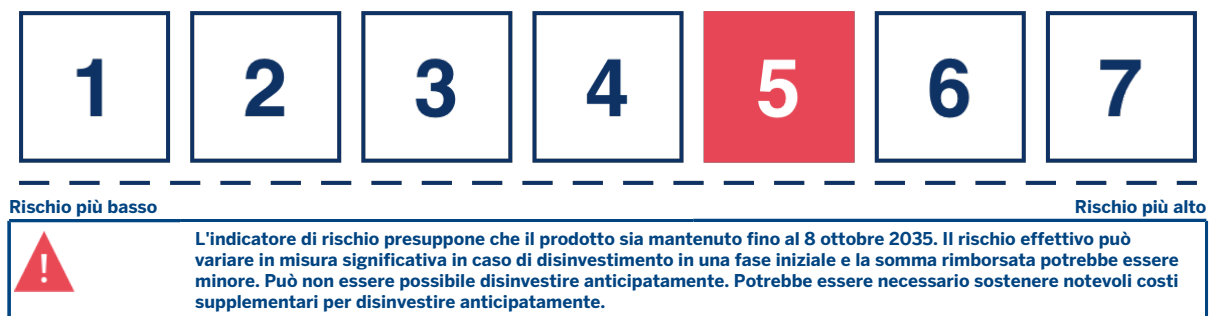 1 2 3 4 5 6 7
Rischio più basso Rischio più alto
!
L'indicatore di rischio presuppone che il prodotto sia mantenuto fino al 8 ottobre 2035. Il rischio effettivo può
variare in misura significativa in caso di disinvestimento in una fase iniziale e la somma rimborsata potrebbe essere
minore. Può non essere possibile disinvestire anticipatamente. Potrebbe essere necessario sostenere notevoli costi
supplementari per disinvestire anticipatamente.